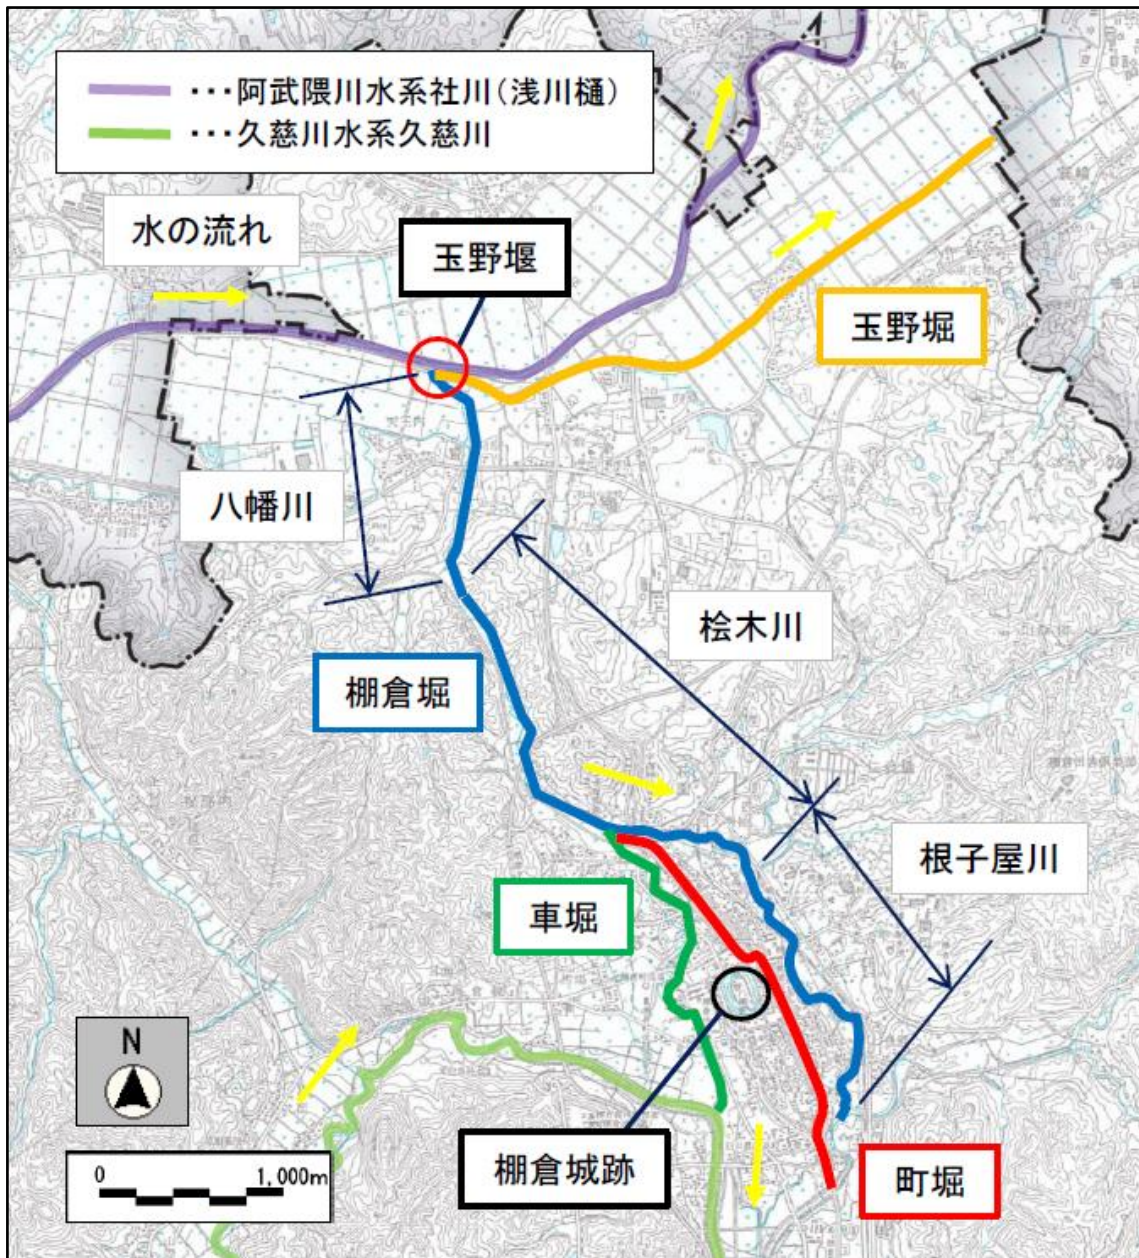 ･･･阿武隈川水系社川(浅川樋)
･･･久慈川水系久慈川
水の流れ
玉野堰
玉野堀
八幡川
桧木川
棚倉堀
根子屋川
車堀
N
棚倉城跡
町堀
0 1,000m